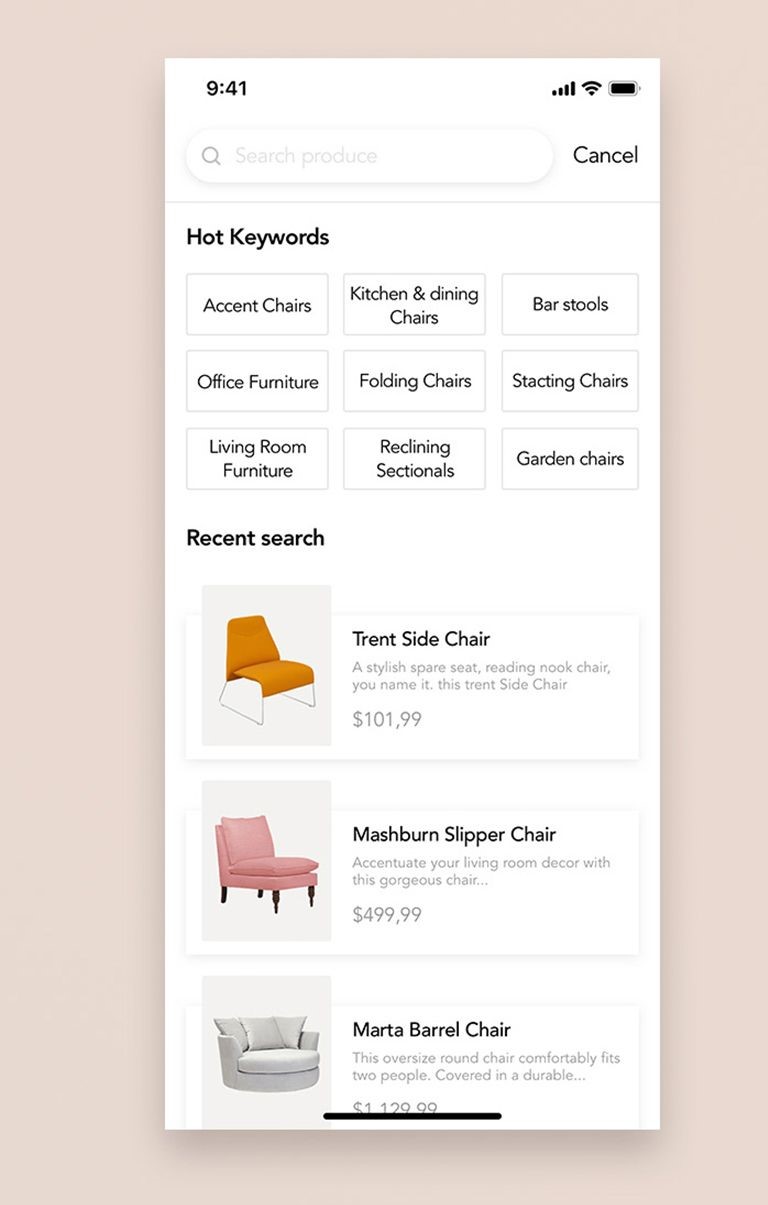 9:41
Search produce
Cancel
Hot Keywords
Accent Chairs
Kitchen & dining
Chairs
Bar stools
Office Furniture
Folding Chairs
Stacting Chairs
Living Room
Furniture
Reclining
Sectionals
Garden chairs
Recent search
Trent Side Chair
A stylish spare seat, reading nook chair,
you name it. this trent Side Chair
$101,99
Mashburn Slipper Chair
Accentuate your living room decor with
this gorgeous chair...
$499,99
Marta Barrel Chair
This oversize round chair comfortably fits
two people. Covered in a durable...
$1,129,99